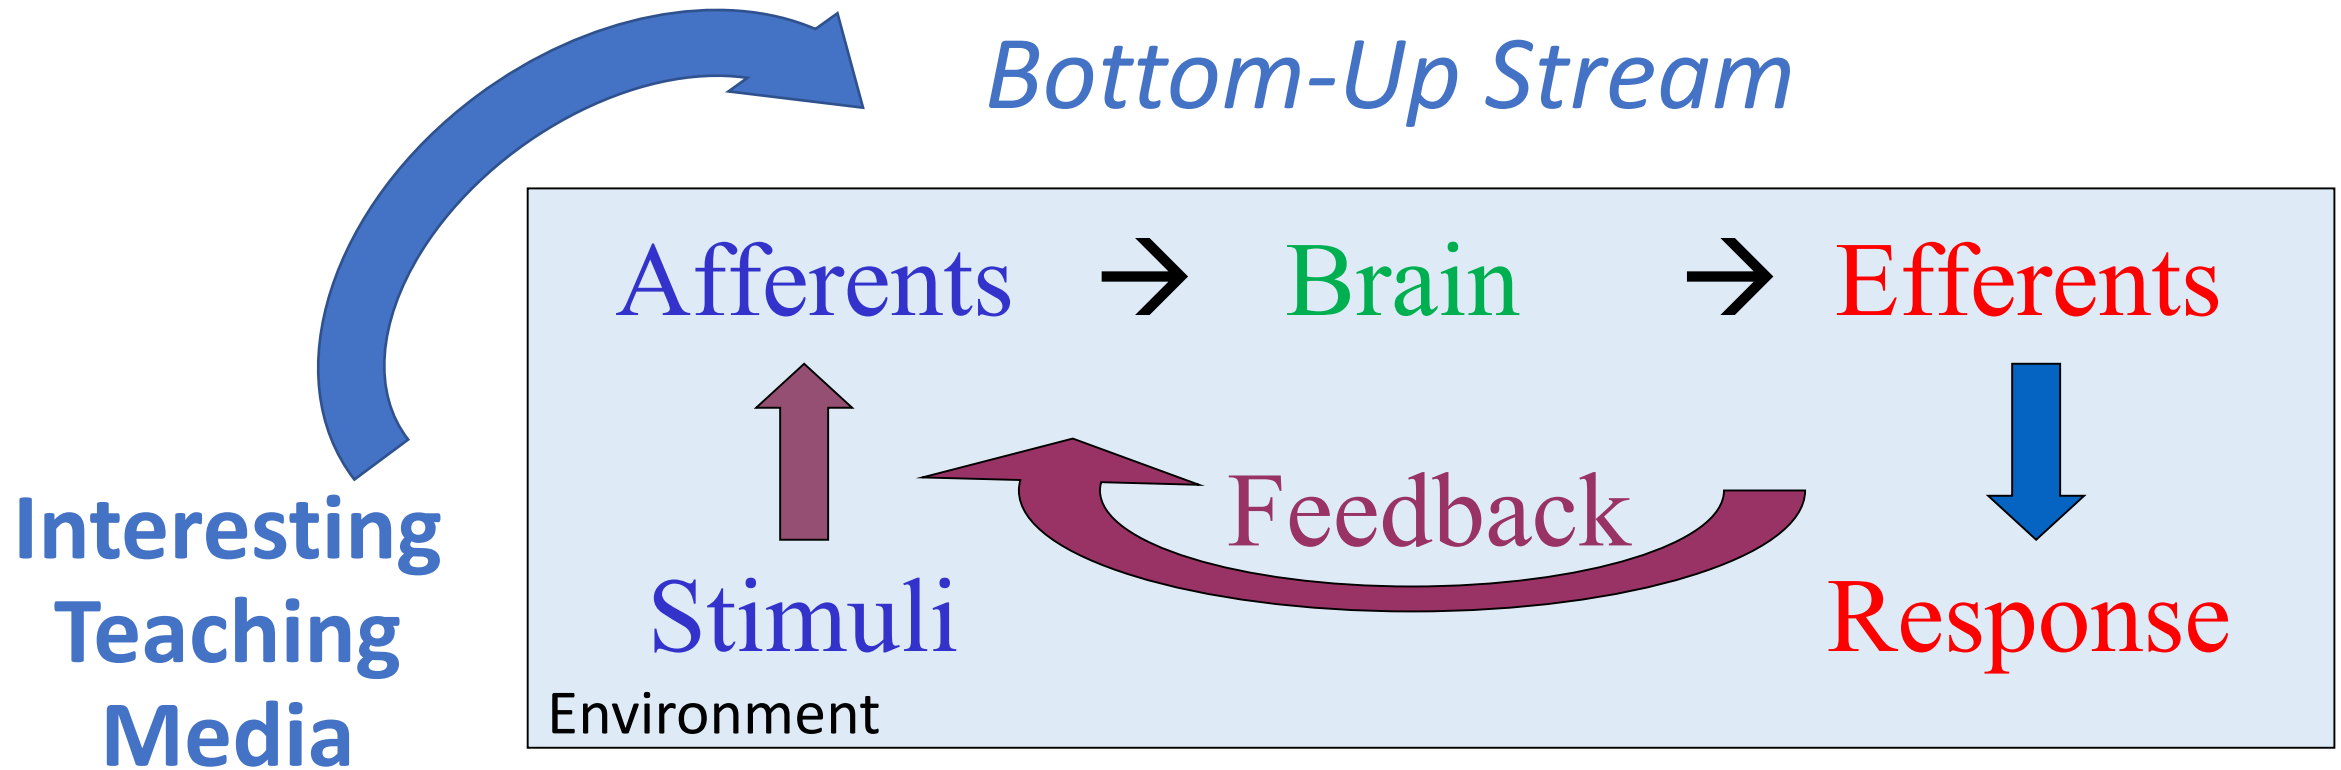 Bottom-Up Stream
Afferents → Brain → Efferents
Feedback
Stimuli
Response
Environment
Interesting
Teaching
Media